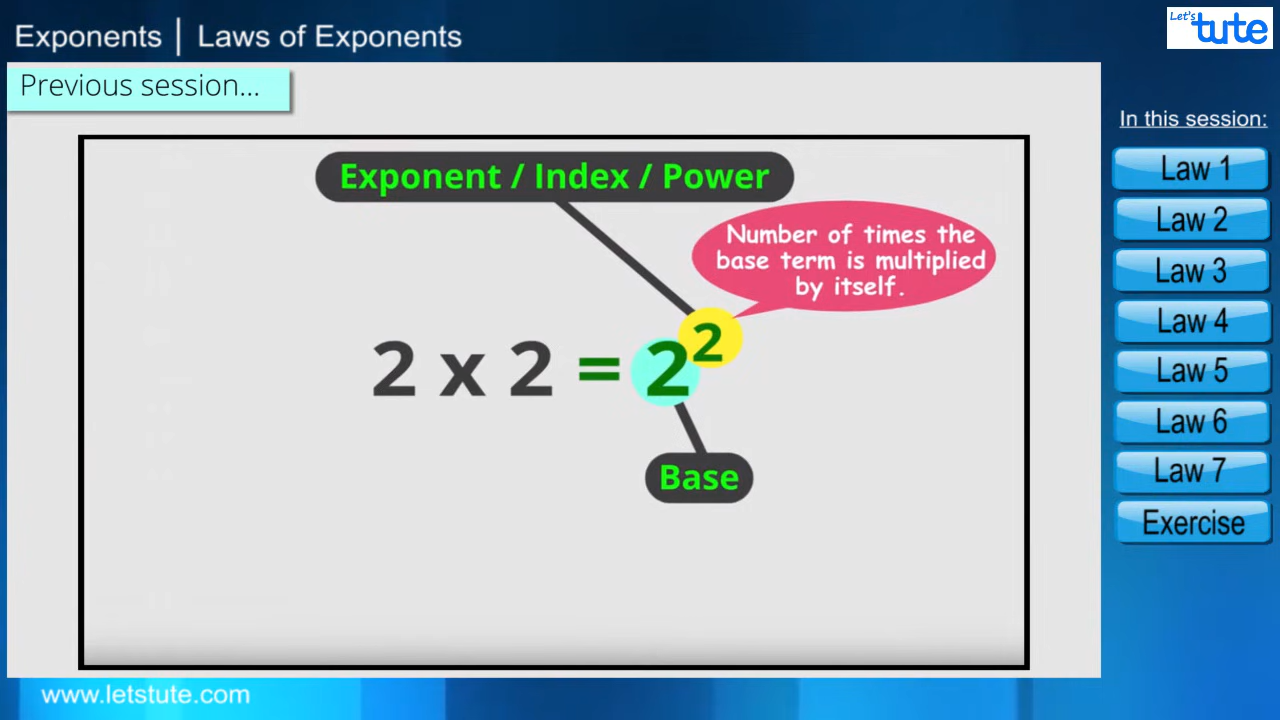 Exponents | Laws of Exponents
Let's
tute
Previous session...
In this session:
Exponent / Index / Power
Number of times the
base term is multiplied
by itself.
2 x 2 = 2²
Base
Law 1
Law 2
Law 3
Law 4
Law 5
Law 6
Law 7
Exercise
www.letstute.com